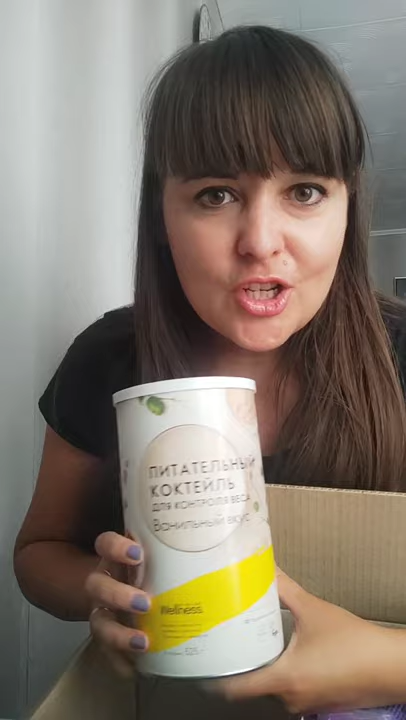 ПИТАТЕЛЬНЫЙ
КОКТЕЙЛЬ
ДЛЯ КОНТРОЛЯ ВЕСА
Ванильный вкус
Wellness